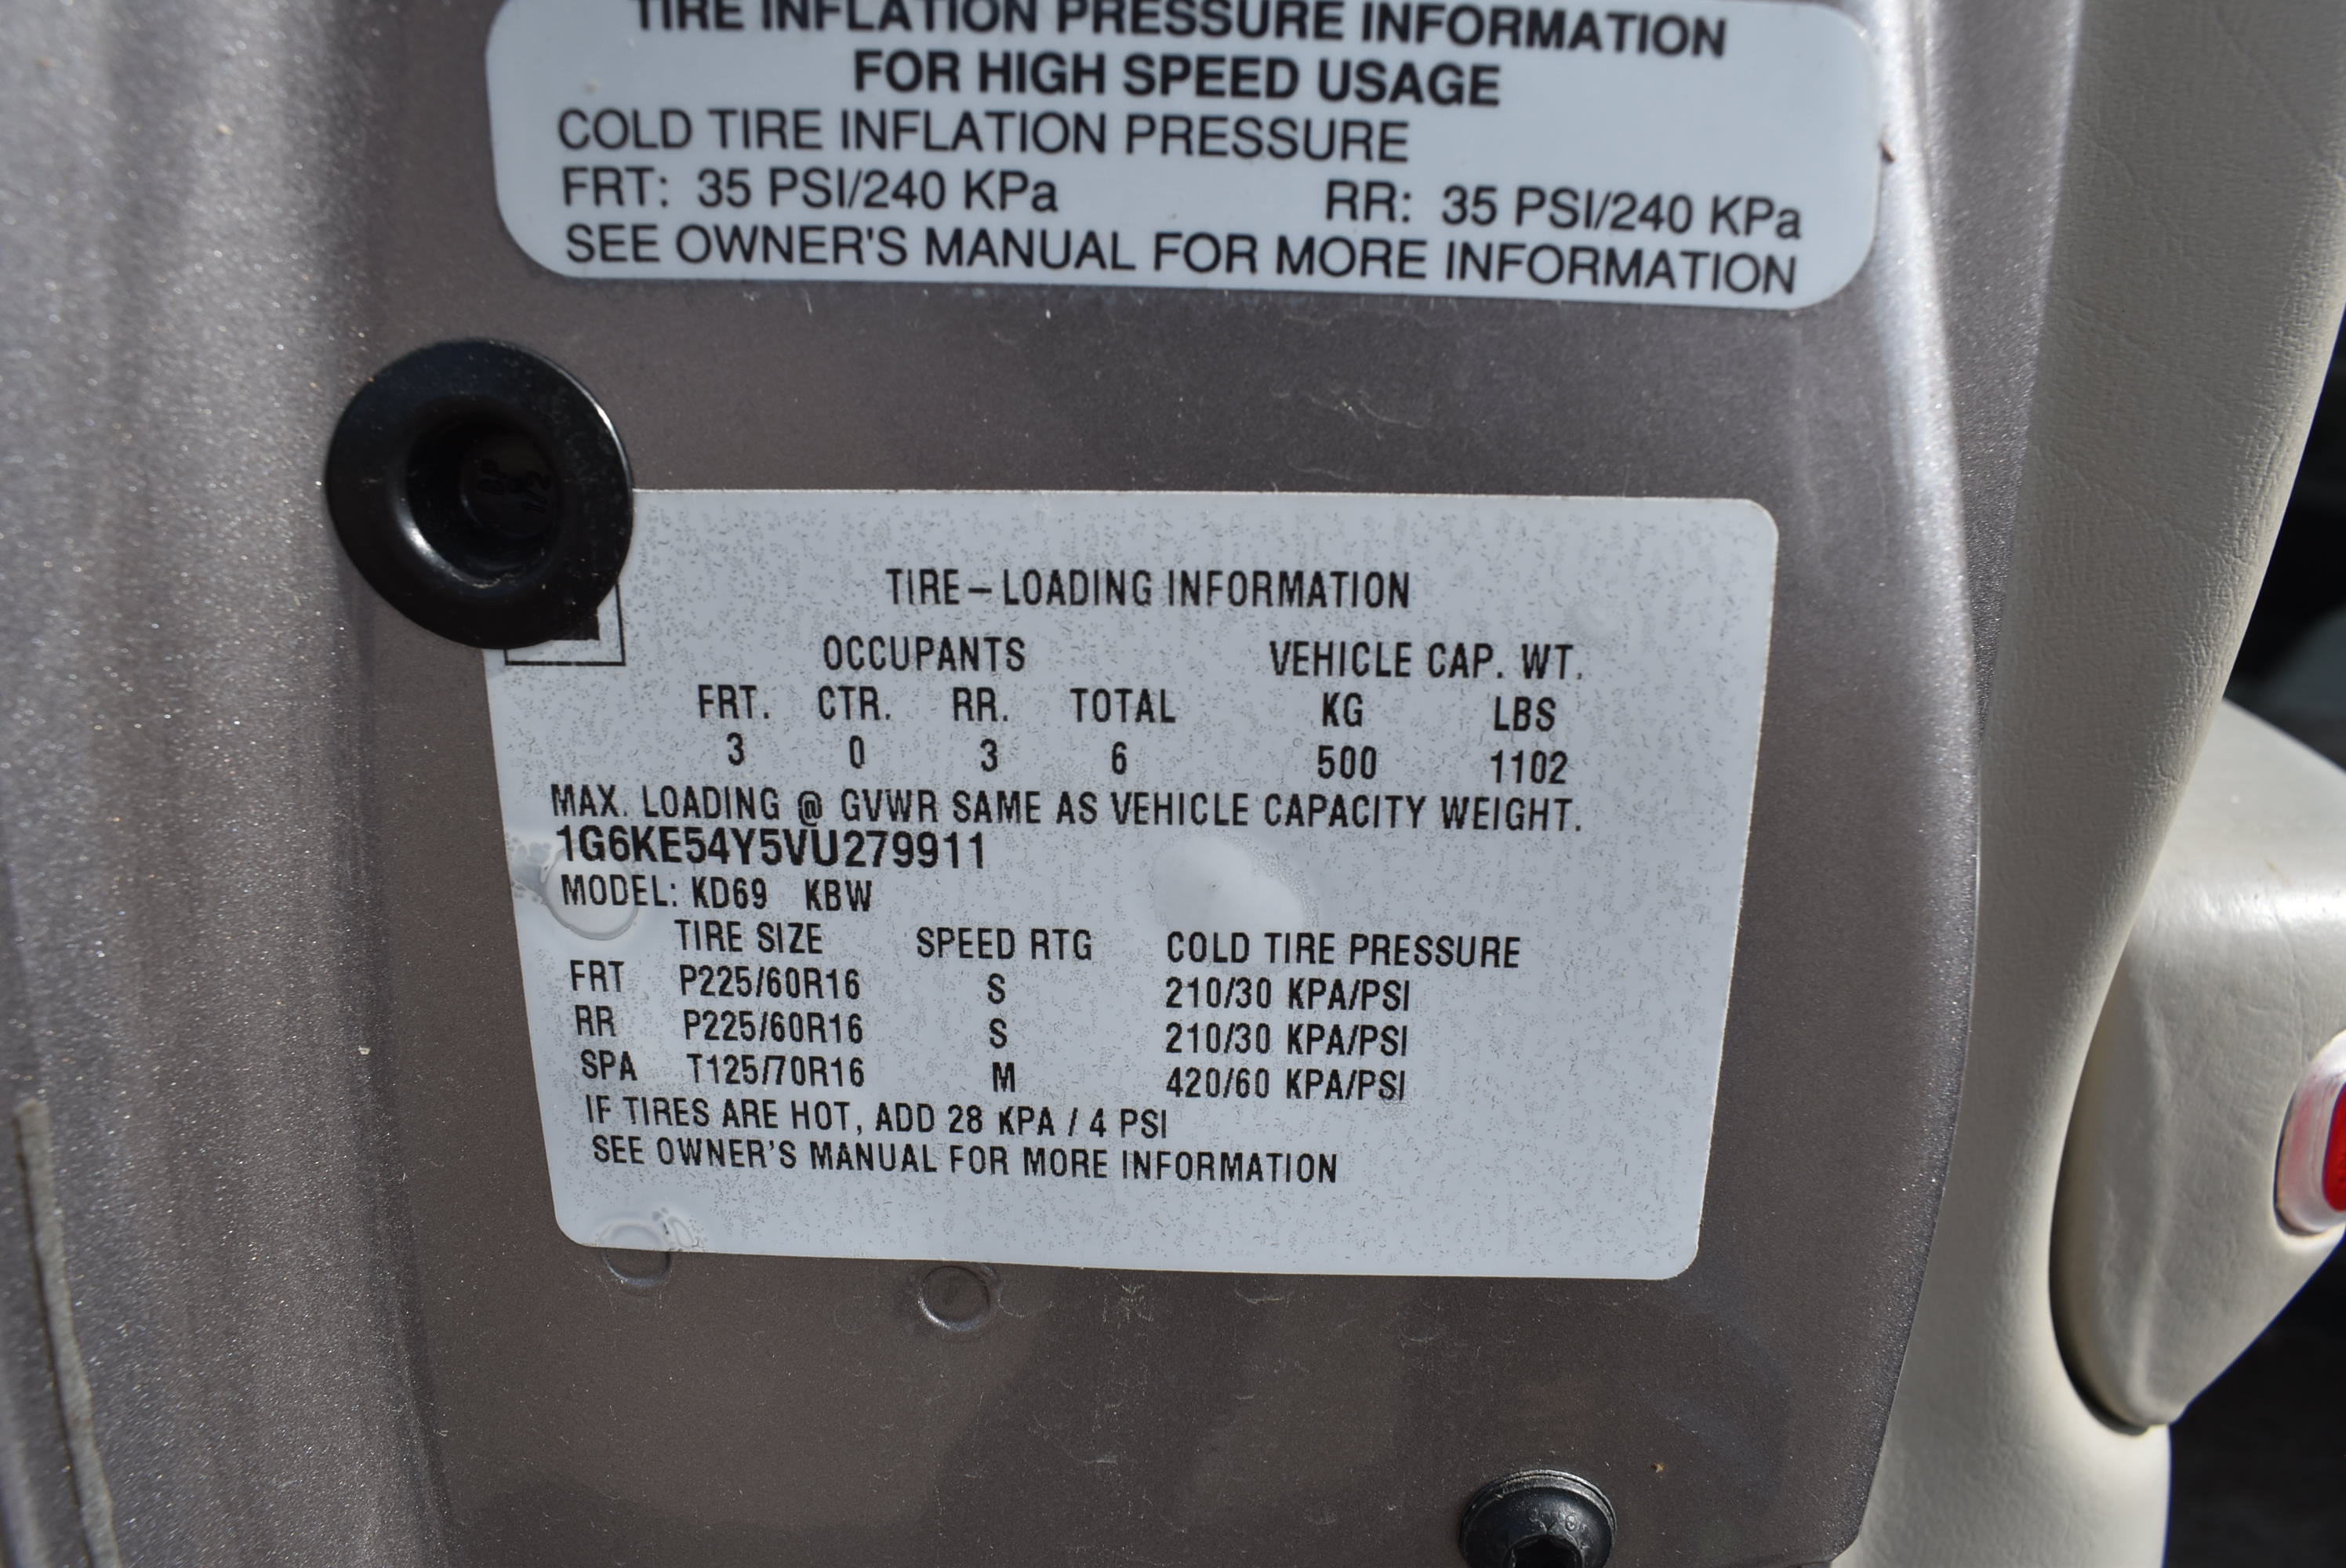 TIRE INFLATION PRESSURE INFORMATION
FOR HIGH SPEED USAGE
COLD TIRE INFLATION PRESSURE
FRT: 35 PSI/240 KPa RR: 35 PSI/240 KPa
SEE OWNER'S MANUAL FOR MORE INFORMATION
TIRE–LOADING INFORMATION
OCCUPANTS VEHICLE CAP. WT.
FRT. CTR. RR. TOTAL KG LBS
3 0 3 6 500 1102
MAX. LOADING @ GVWR SAME AS VEHICLE CAPACITY WEIGHT.
1G6KE54Y5VU279911
MODEL: KD69 KBW
TIRE SIZE SPEED RTG COLD TIRE PRESSURE
FRT P225/60R16 S 210/30 KPA/PSI
RR P225/60R16 S 210/30 KPA/PSI
SPA T125/70R16 M 420/60 KPA/PSI
IF TIRES ARE HOT, ADD 28 KPA / 4 PSI
SEE OWNER'S MANUAL FOR MORE INFORMATION